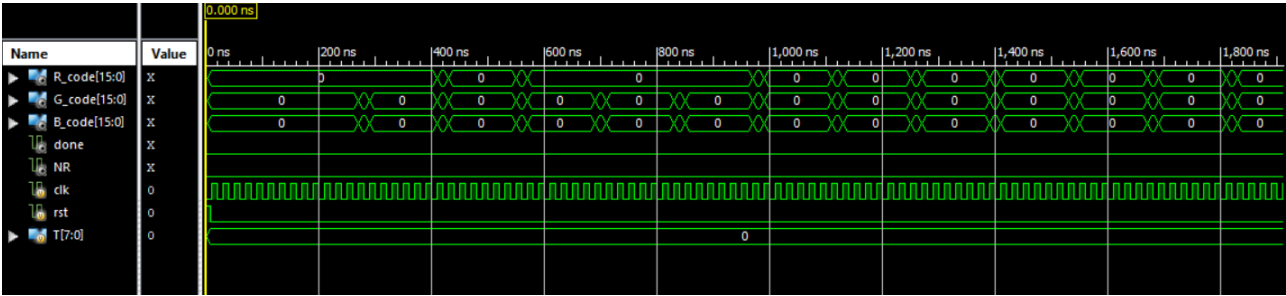 0.000 ns
Name Value 0 ns 200 ns 400 ns 600 ns 800 ns 1,000 ns 1,200 ns 1,400 ns 1,600 ns 1,800 ns
R_code[15:0] X 0 0 0 0 0 0 0 0 0 0
G_code[15:0] X 0 0 0 0 0 0 0 0 0 0 0 0 0
B_code[15:0] X 0 0 0 0 0 0 0 0 0 0 0 0 0
done X
NR X
clk 0
rst 0
T[7:0] 0 0